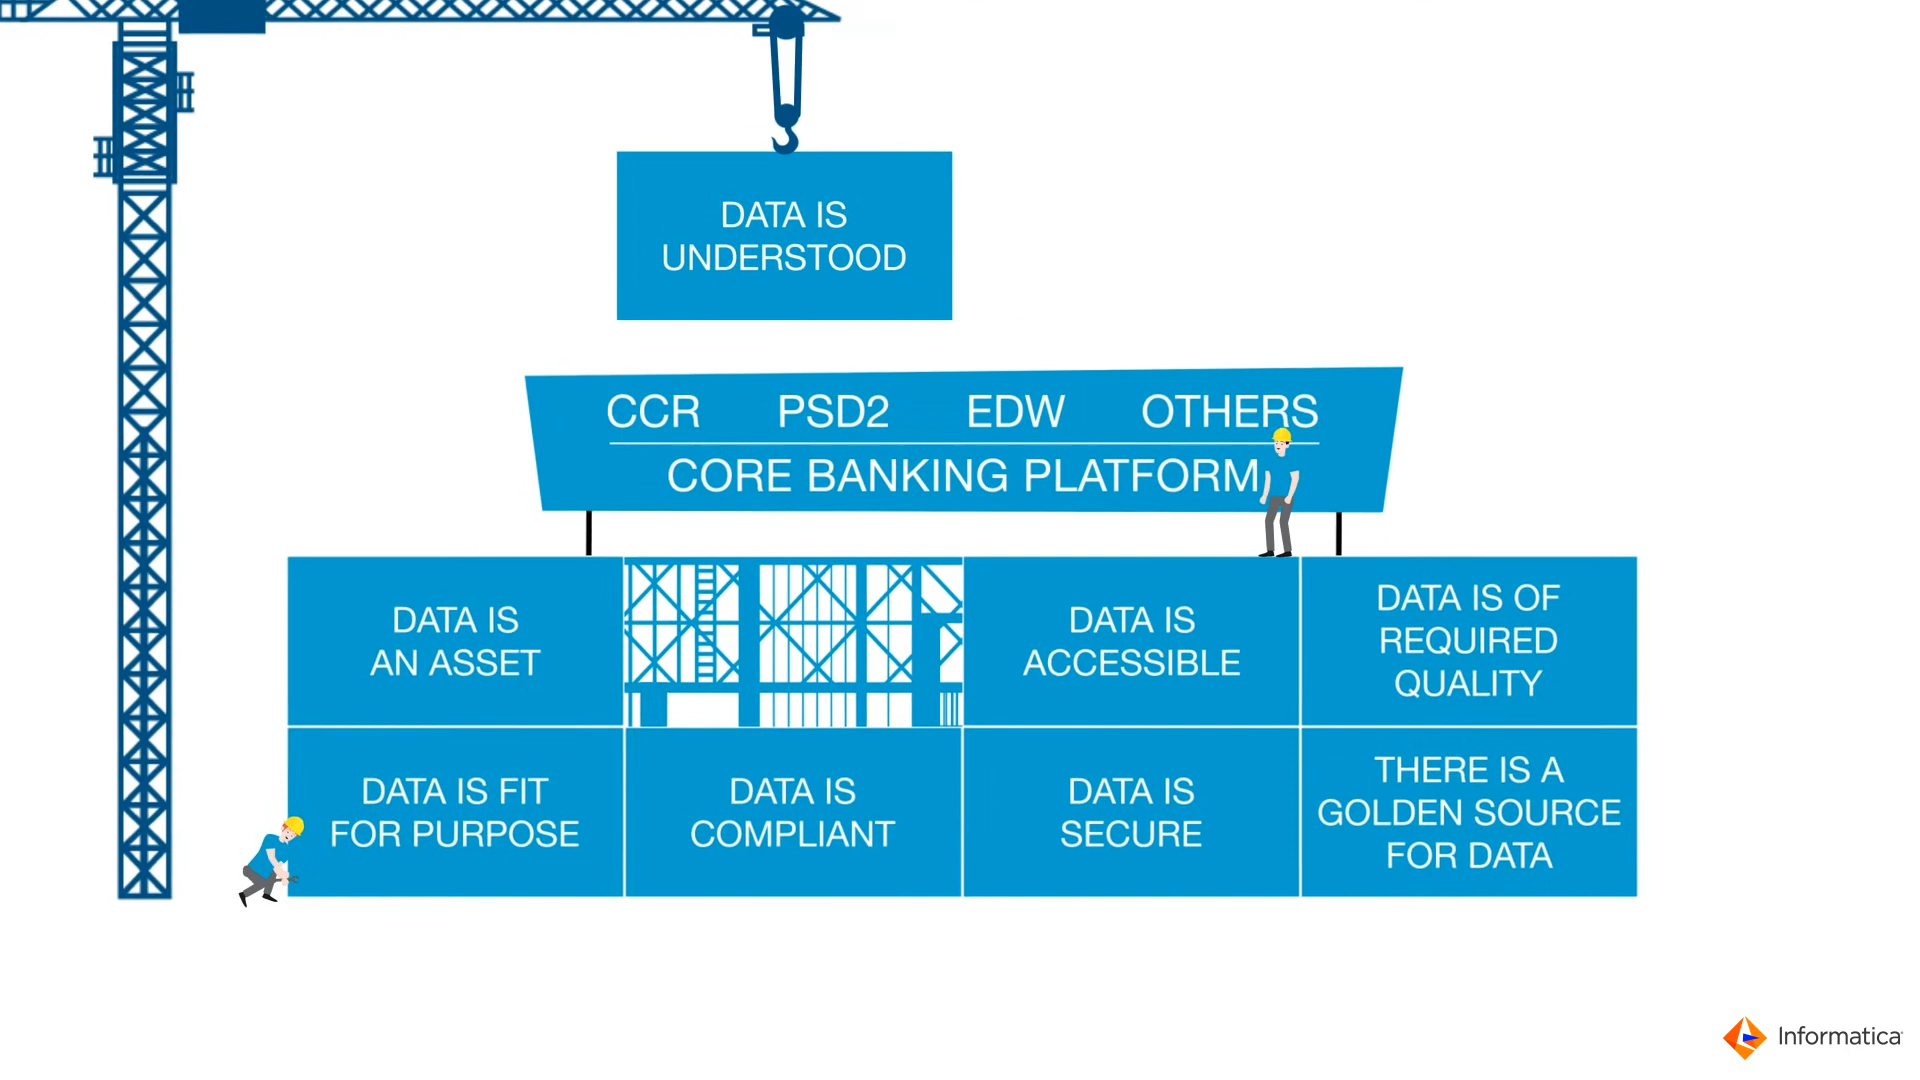 DATA IS
UNDERSTOOD
CCR PSD2 EDW OTHERS
CORE BANKING PLATFORM
DATA IS
AN ASSET
DATA IS
ACCESSIBLE
DATA IS OF
REQUIRED
QUALITY
DATA IS FIT
FOR PURPOSE
DATA IS
COMPLIANT
DATA IS
SECURE
THERE IS A
GOLDEN SOURCE
FOR DATA
Informatica